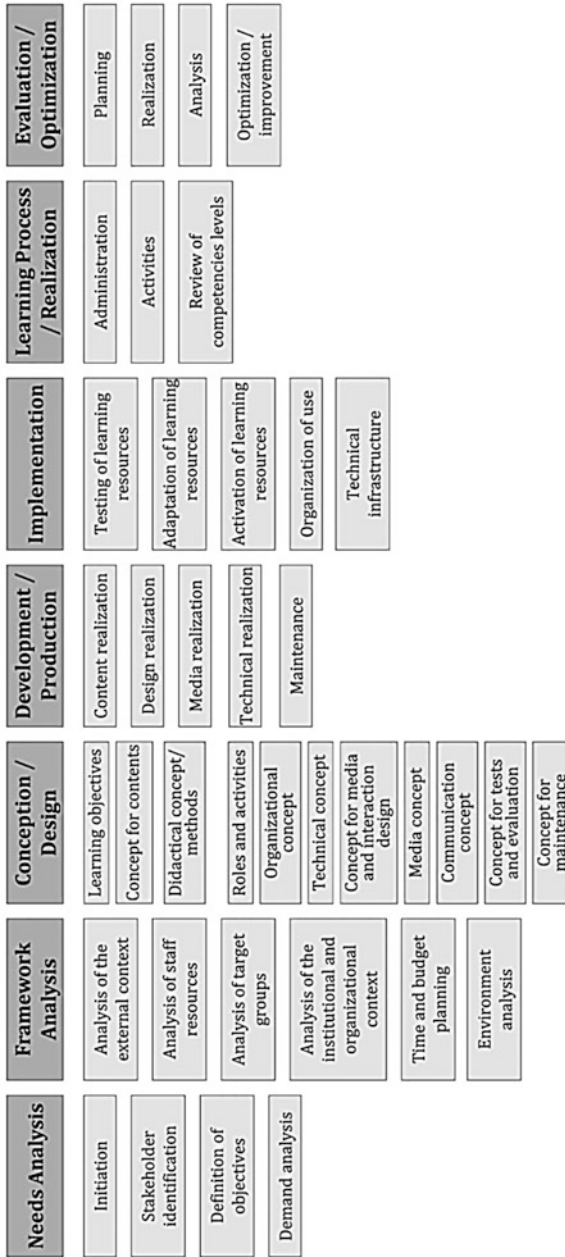 Needs Analysis
Initiation
Stakeholder
identification
Definition of
objectives
Demand analysis
Framework
Analysis
Analysis of the
external context
Analysis of staff
resources
Analysis of target
groups
Analysis of the
institutional and
organizational
context
Time and budget
planning
Environment
analysis
Conception /
Design
Learning objectives
Concept for contents
Didactical concept/
methods
Roles and activities
Organizational
concept
Technical concept
Concept for media
and interaction
design
Media concept
Communication
concept
Concept for tests
and evaluation
Concept for
maintenance
Development /
Production
Content realization
Design realization
Media realization
Technical realization
Maintenance
Implementation
Testing of learning
resources
Adaptation of learning
resources
Activation of learning
resources
Organization of use
Technical
infrastructure
Learning Process
/ Realization
Administration
Activities
Review of
competencies levels
Evaluation /
Optimization
Planning
Realization
Analysis
Optimization /
improvement